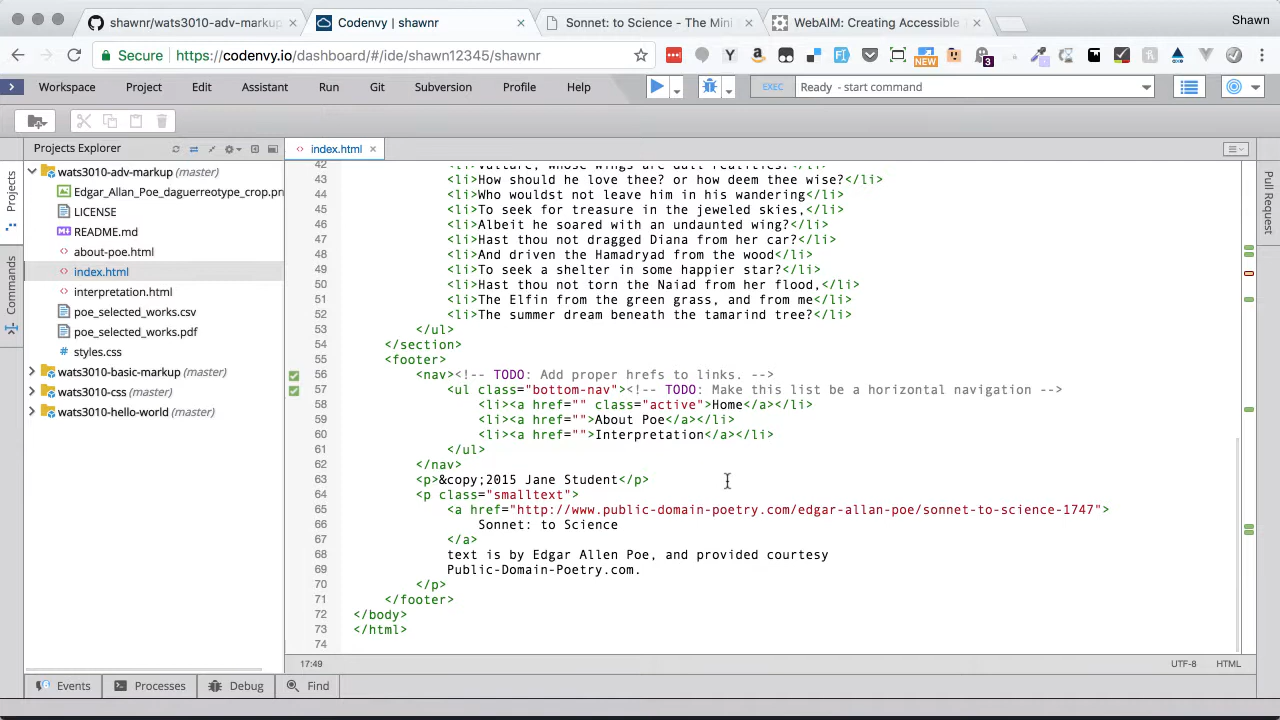 shawnr/wats3010-adv-markup
Codenvy | shawnr
Sonnet: to Science - The Mini
WebAIM: Creating Accessible
Shawn
Secure
https://codenvy.io/dashboard/#/ide/shawn12345/shawnr
NEW
3
Workspace
Project
Edit
Assistant
Run
Git
Subversion
Profile
Help
EXEC
Ready - start command
Projects Explorer
index.html
Projects
Commands
Pull Request
wats3010-adv-markup (master)
Edgar_Allan_Poe_daguerreotype_crop.pn
LICENSE
README.md
about-poe.html
index.html
interpretation.html
poe_selected_works.csv
poe_selected_works.pdf
styles.css
wats3010-basic-markup (master)
wats3010-css (master)
wats3010-hello-world (master)
42 <li>Vulture, whose wings are dull realities?</li>
43 <li>How should he love thee? or how deem thee wise?</li>
44 <li>Who wouldst not leave him in his wandering</li>
45 <li>To seek for treasure in the jeweled skies,</li>
46 <li>Albeit he soared with an undaunted wing?</li>
47 <li>Hast thou not dragged Diana from her car?</li>
48 <li>And driven the Hamadryad from the wood</li>
49 <li>To seek a shelter in some happier star?</li>
50 <li>Hast thou not torn the Naiad from her flood,</li>
51 <li>The Elfin from the green grass, and from me</li>
52 <li>The summer dream beneath the tamarind tree?</li>
53 </ul>
54 </section>
55 <footer>
56 <nav><!-- TODO: Add proper hrefs to links. -->
57 <ul class="bottom-nav"><!-- TODO: Make this list be a horizontal navigation -->
58 <li><a href="" class="active">Home</a></li>
59 <li><a href="">About Poe</a></li>
60 <li><a href="">Interpretation</a></li>
61 </ul>
62 </nav>
63 <p>&copy;2015 Jane Student</p>
64 <p class="smalltext">
65 <a href="http://www.public-domain-poetry.com/edgar-allan-poe/sonnet-to-science-1747">
66 Sonnet: to Science
67 </a>
68 text is by Edgar Allen Poe, and provided courtesy
69 Public-Domain-Poetry.com.
70 </p>
71 </footer>
72 </body>
73 </html>
74
17:49
UTF-8
HTML
Events
Processes
Debug
Find